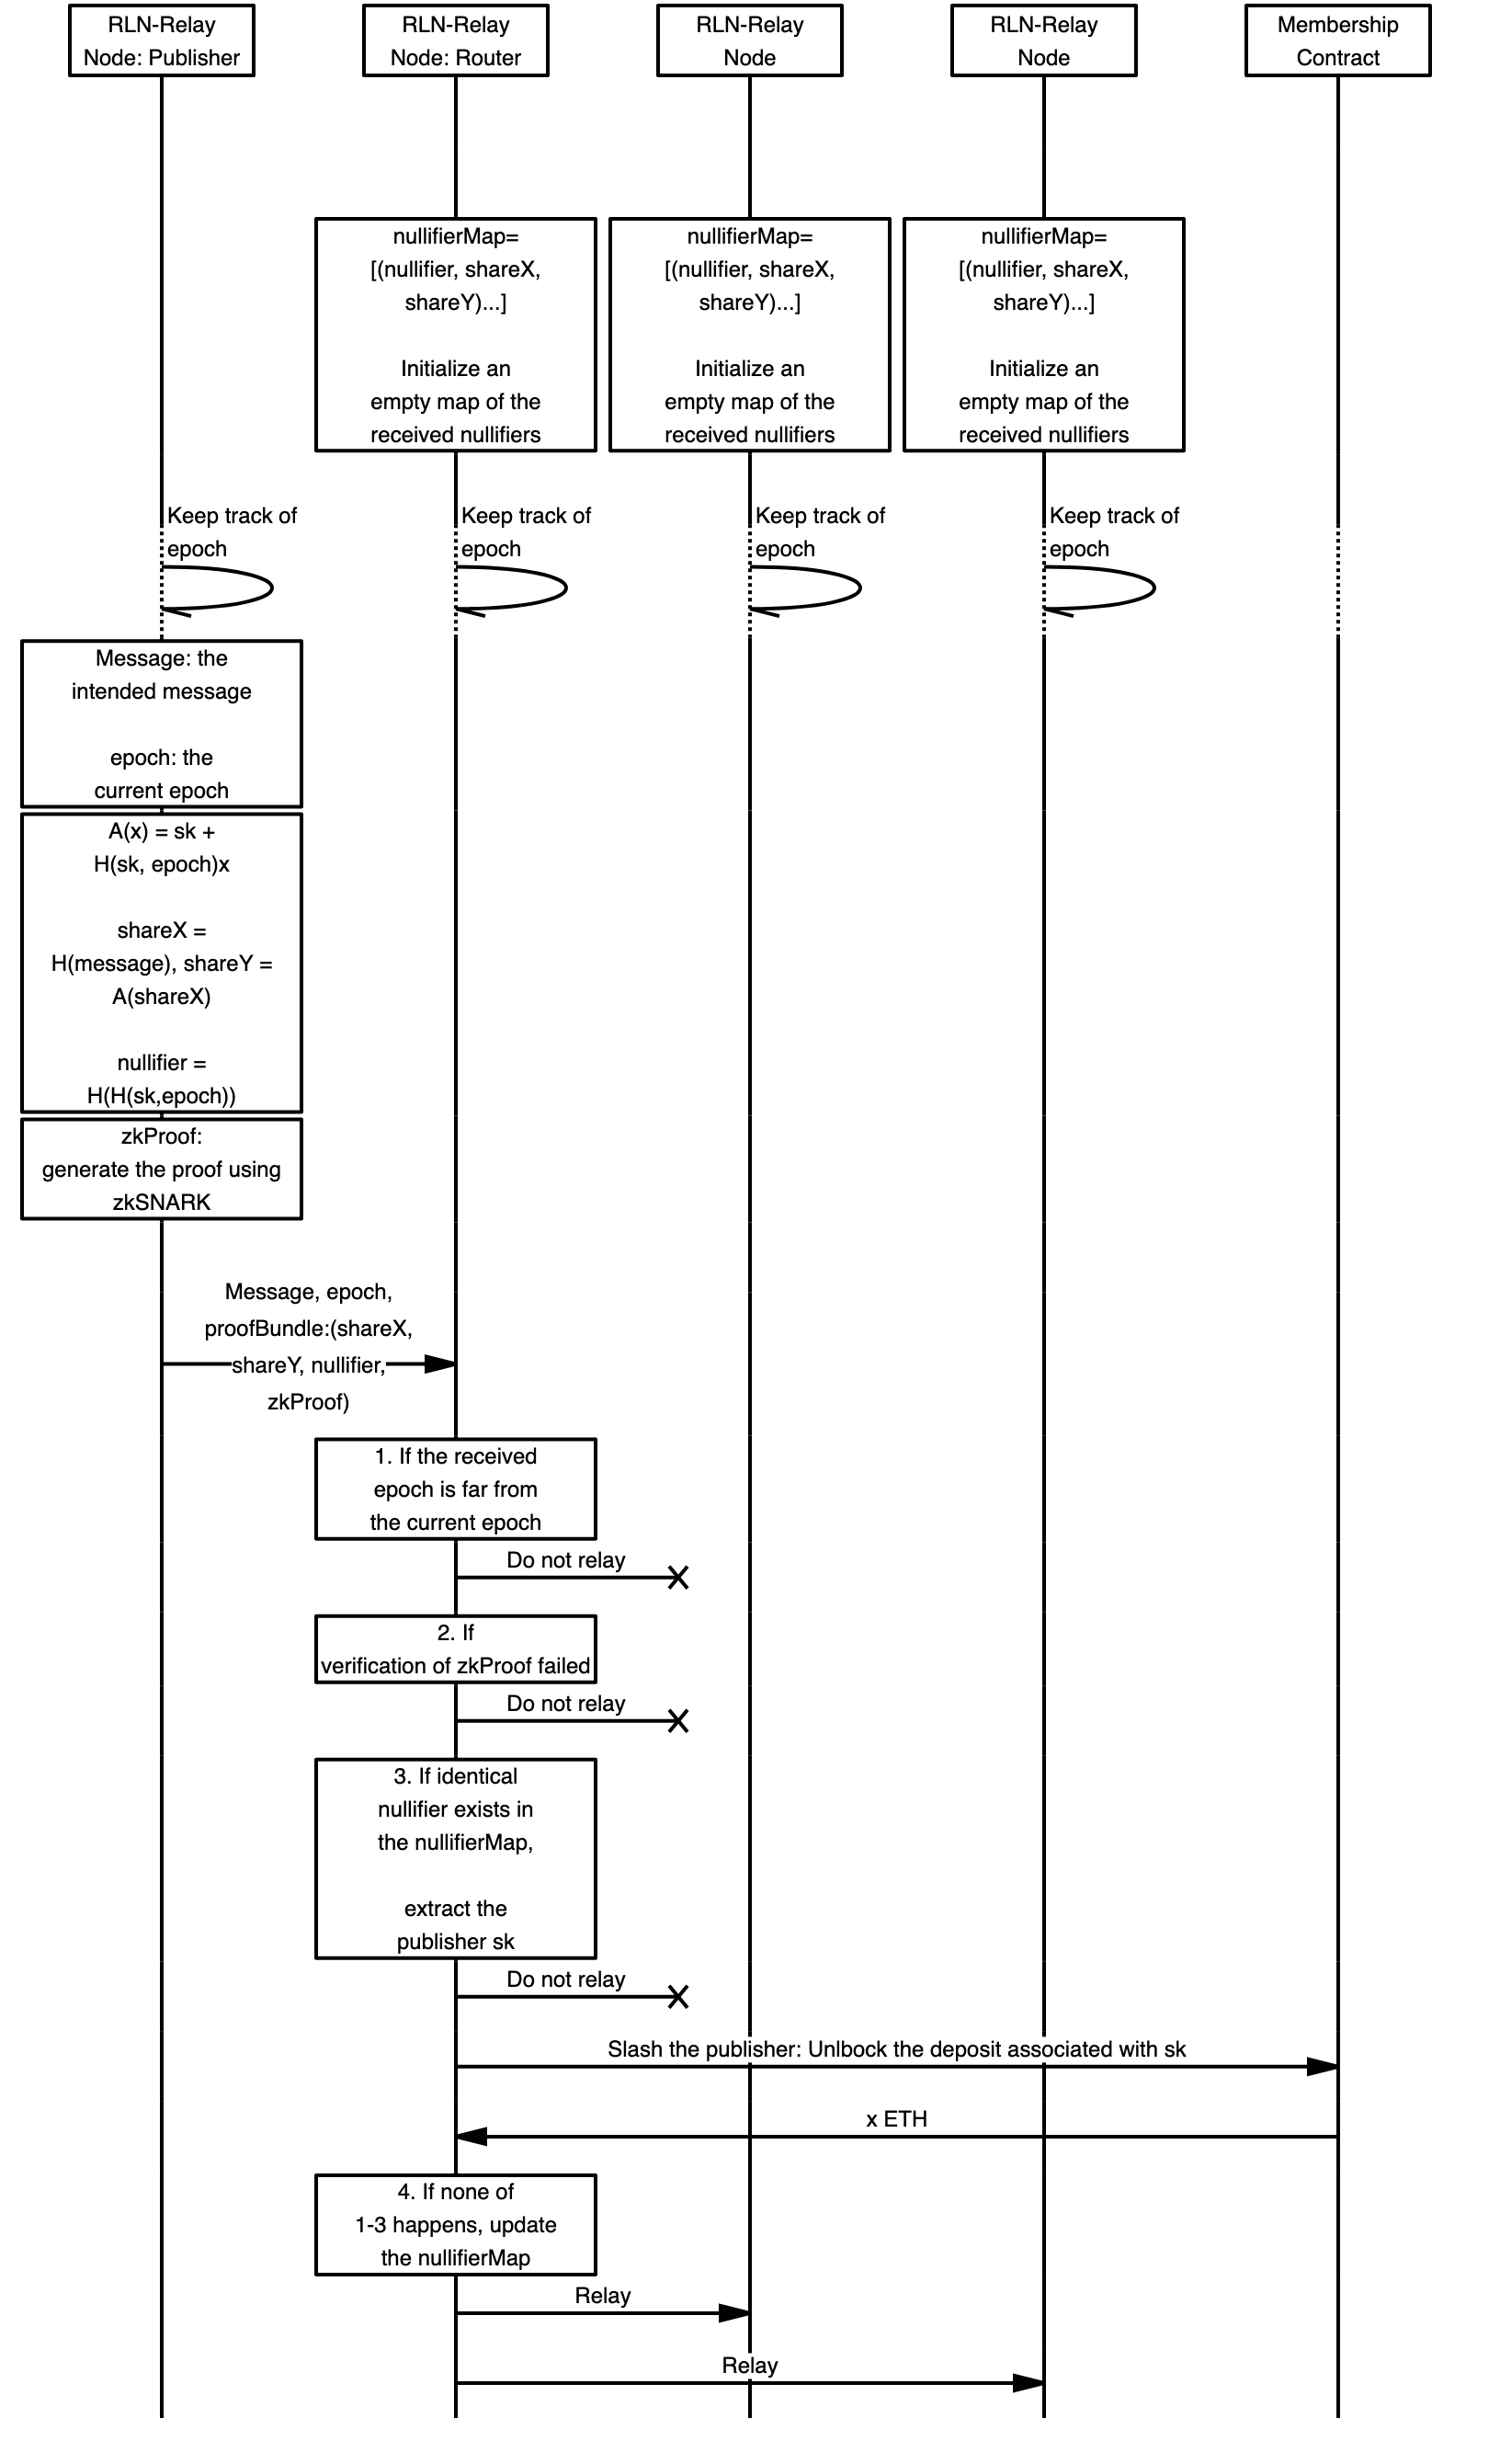 RLN-Relay
Node: Publisher
RLN-Relay
Node: Router
RLN-Relay
Node
RLN-Relay
Node
Membership
Contract
nullifierMap=
[(nullifier, shareX,
shareY)...]
Initialize an
empty map of the
received nullifiers
nullifierMap=
[(nullifier, shareX,
shareY)...]
Initialize an
empty map of the
received nullifiers
nullifierMap=
[(nullifier, shareX,
shareY)...]
Initialize an
empty map of the
received nullifiers
Keep track of
epoch
Keep track of
epoch
Keep track of
epoch
Keep track of
epoch
Message: the
intended message
epoch: the
current epoch
A(x) = sk +
H(sk, epoch)x
shareX =
H(message), shareY =
A(shareX)
nullifier =
H(H(sk,epoch))
zkProof:
generate the proof using
zkSNARK
Message, epoch,
proofBundle:(shareX,
shareY, nullifier,
zkProof)
1. If the received
epoch is far from
the current epoch
Do not relay
2. If
verification of zkProof failed
Do not relay
3. If identical
nullifier exists in
the nullifierMap,
extract the
publisher sk
Do not relay
Slash the publisher: Unlbock the deposit associated with sk
x ETH
4. If none of
1-3 happens, update
the nullifierMap
Relay
Relay